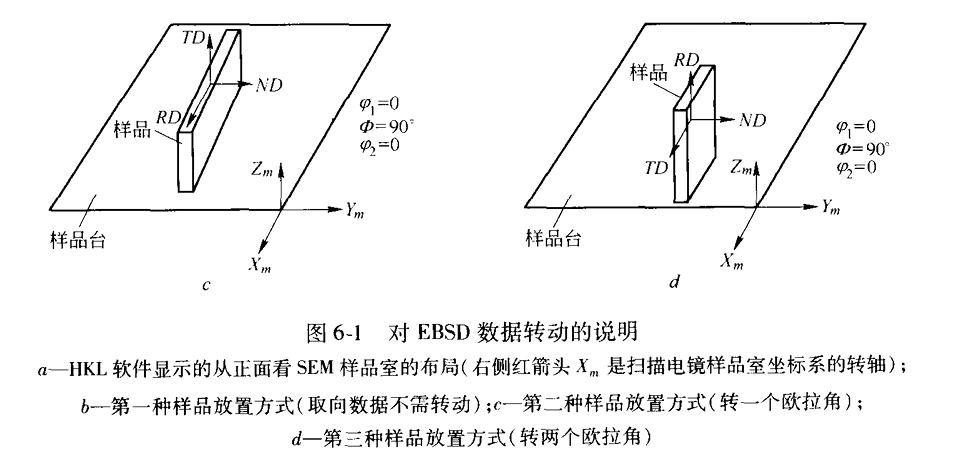 TD
ND
RD
样品
φ₁=0
Φ=90°
φ₂=0
Zₘ
Yₘ
Xₘ
样品台
c
样品
RD
ND
TD
φ₁=0
Φ=90°
φ₂=0
Zₘ
Yₘ
Xₘ
样品台
d
图 6-1 对 EBSD 数据转动的说明
a—HKL 软件显示的从正面看 SEM 样品室的布局(右侧红箭头 Xₘ 是扫描电镜样品室坐标系的转轴);
b—第一种样品放置方式(取向数据不需转动);c—第二种样品放置方式(转一个欧拉角);
d—第三种样品放置方式(转两个欧拉角)